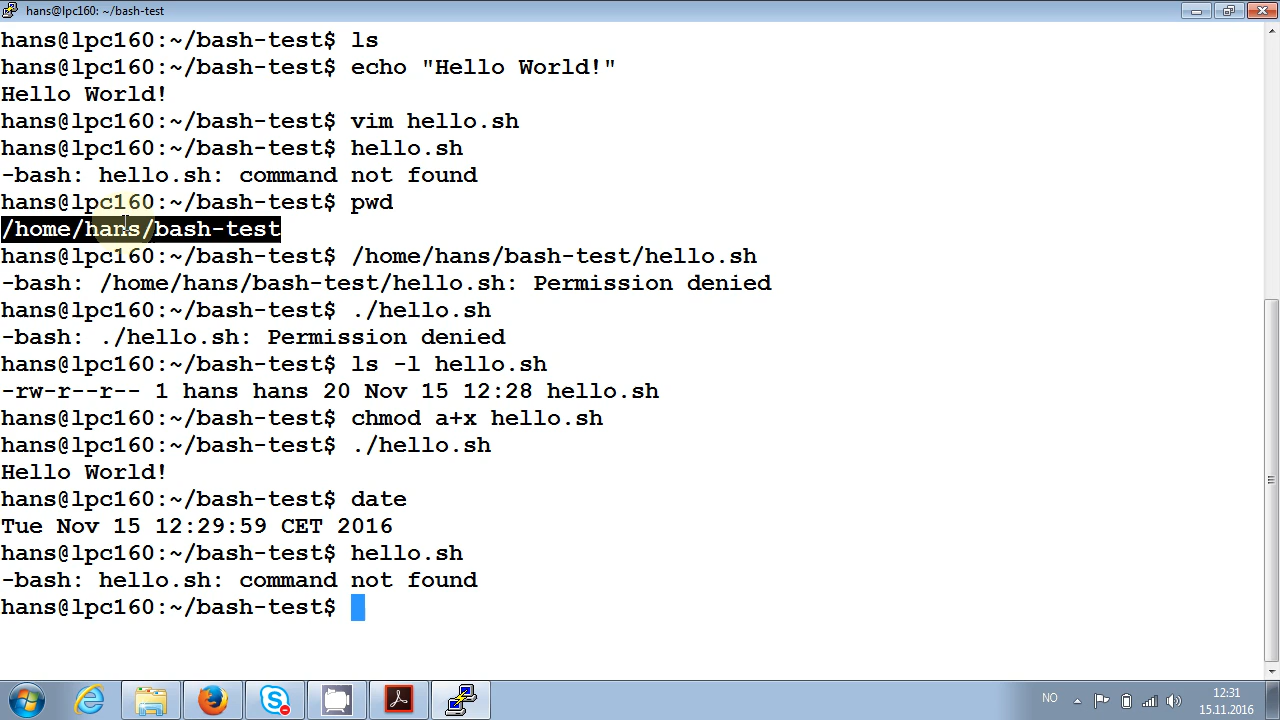 hans@lpc160: ~/bash-test
hans@lpc160:~/bash-test$ ls
hans@lpc160:~/bash-test$ echo "Hello World!"
Hello World!
hans@lpc160:~/bash-test$ vim hello.sh
hans@lpc160:~/bash-test$ hello.sh
-bash: hello.sh: command not found
hans@lpc160:~/bash-test$ pwd
/home/hans/bash-test
hans@lpc160:~/bash-test$ /home/hans/bash-test/hello.sh
-bash: /home/hans/bash-test/hello.sh: Permission denied
hans@lpc160:~/bash-test$ ./hello.sh
-bash: ./hello.sh: Permission denied
hans@lpc160:~/bash-test$ ls -l hello.sh
-rw-r--r-- 1 hans hans 20 Nov 15 12:28 hello.sh
hans@lpc160:~/bash-test$ chmod a+x hello.sh
hans@lpc160:~/bash-test$ ./hello.sh
Hello World!
hans@lpc160:~/bash-test$ date
Tue Nov 15 12:29:59 CET 2016
hans@lpc160:~/bash-test$ hello.sh
-bash: hello.sh: command not found
hans@lpc160:~/bash-test$
NO
12:31
15.11.2016